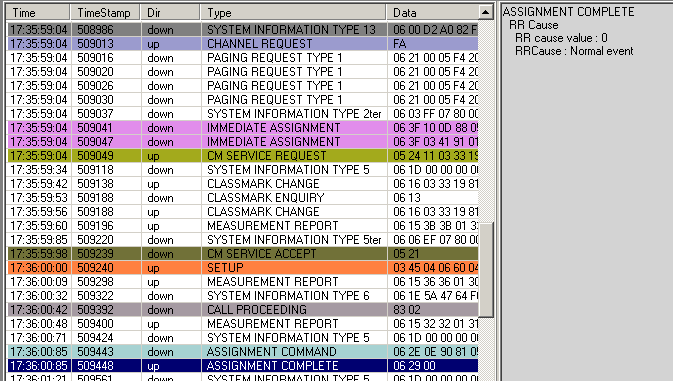 Time TimeStamp Dir Type Data
17:35:59:04 508986 down SYSTEM INFORMATION TYPE 13 06 00 D2 A0 82 F
17:35:59:04 509013 up CHANNEL REQUEST FA
17:35:59:04 509016 down PAGING REQUEST TYPE 1 06 21 00 05 F4 20
17:35:59:04 509020 down PAGING REQUEST TYPE 1 06 21 00 05 F4 20
17:35:59:04 509026 down PAGING REQUEST TYPE 1 06 21 00 05 F4 20
17:35:59:04 509030 down PAGING REQUEST TYPE 1 06 21 00 05 F4 20
17:35:59:04 509037 down SYSTEM INFORMATION TYPE 2ter 06 03 FF 07 80 00
17:35:59:04 509041 down IMMEDIATE ASSIGNMENT 06 3F 10 0D 88 0
17:35:59:04 509047 down IMMEDIATE ASSIGNMENT 06 3F 03 41 91 01
17:35:59:04 509049 up CM SERVICE REQUEST 05 24 11 03 33 19
17:35:59:34 509118 down SYSTEM INFORMATION TYPE 5 06 1D 00 00 00 00
17:35:59:42 509138 up CLASSMARK CHANGE 06 16 03 33 19 81
17:35:59:53 509188 down CLASSMARK ENQUIRY 06 13
17:35:59:56 509188 up CLASSMARK CHANGE 06 16 03 33 19 81
17:35:59:60 509196 up MEASUREMENT REPORT 06 15 3B 3B 01 3
17:35:59:85 509220 down SYSTEM INFORMATION TYPE 5ter 06 06 EF 07 80 00
17:35:59:98 509239 down CM SERVICE ACCEPT 05 21
17:36:00:00 509240 up SETUP 03 45 04 06 60 04
17:36:00:09 509298 up MEASUREMENT REPORT 06 15 36 36 01 30
17:36:00:32 509322 down SYSTEM INFORMATION TYPE 6 06 1E 5A 47 64 F
17:36:00:42 509392 down CALL PROCEEDING 83 02
17:36:00:48 509400 up MEASUREMENT REPORT 06 15 32 32 01 31
17:36:00:71 509424 down SYSTEM INFORMATION TYPE 5 06 1D 00 00 00 00
17:36:00:85 509443 down ASSIGNMENT COMMAND 06 2E 0E 90 81 0
17:36:00:85 509448 up ASSIGNMENT COMPLETE 06 29 00
17:36:01:21 509561 down SYSTEM INFORMATION TYPE 5 06 1D 00 00 00 00
ASSIGNMENT COMPLETE
RR Cause
RR cause value : 0
RRCause : Normal event